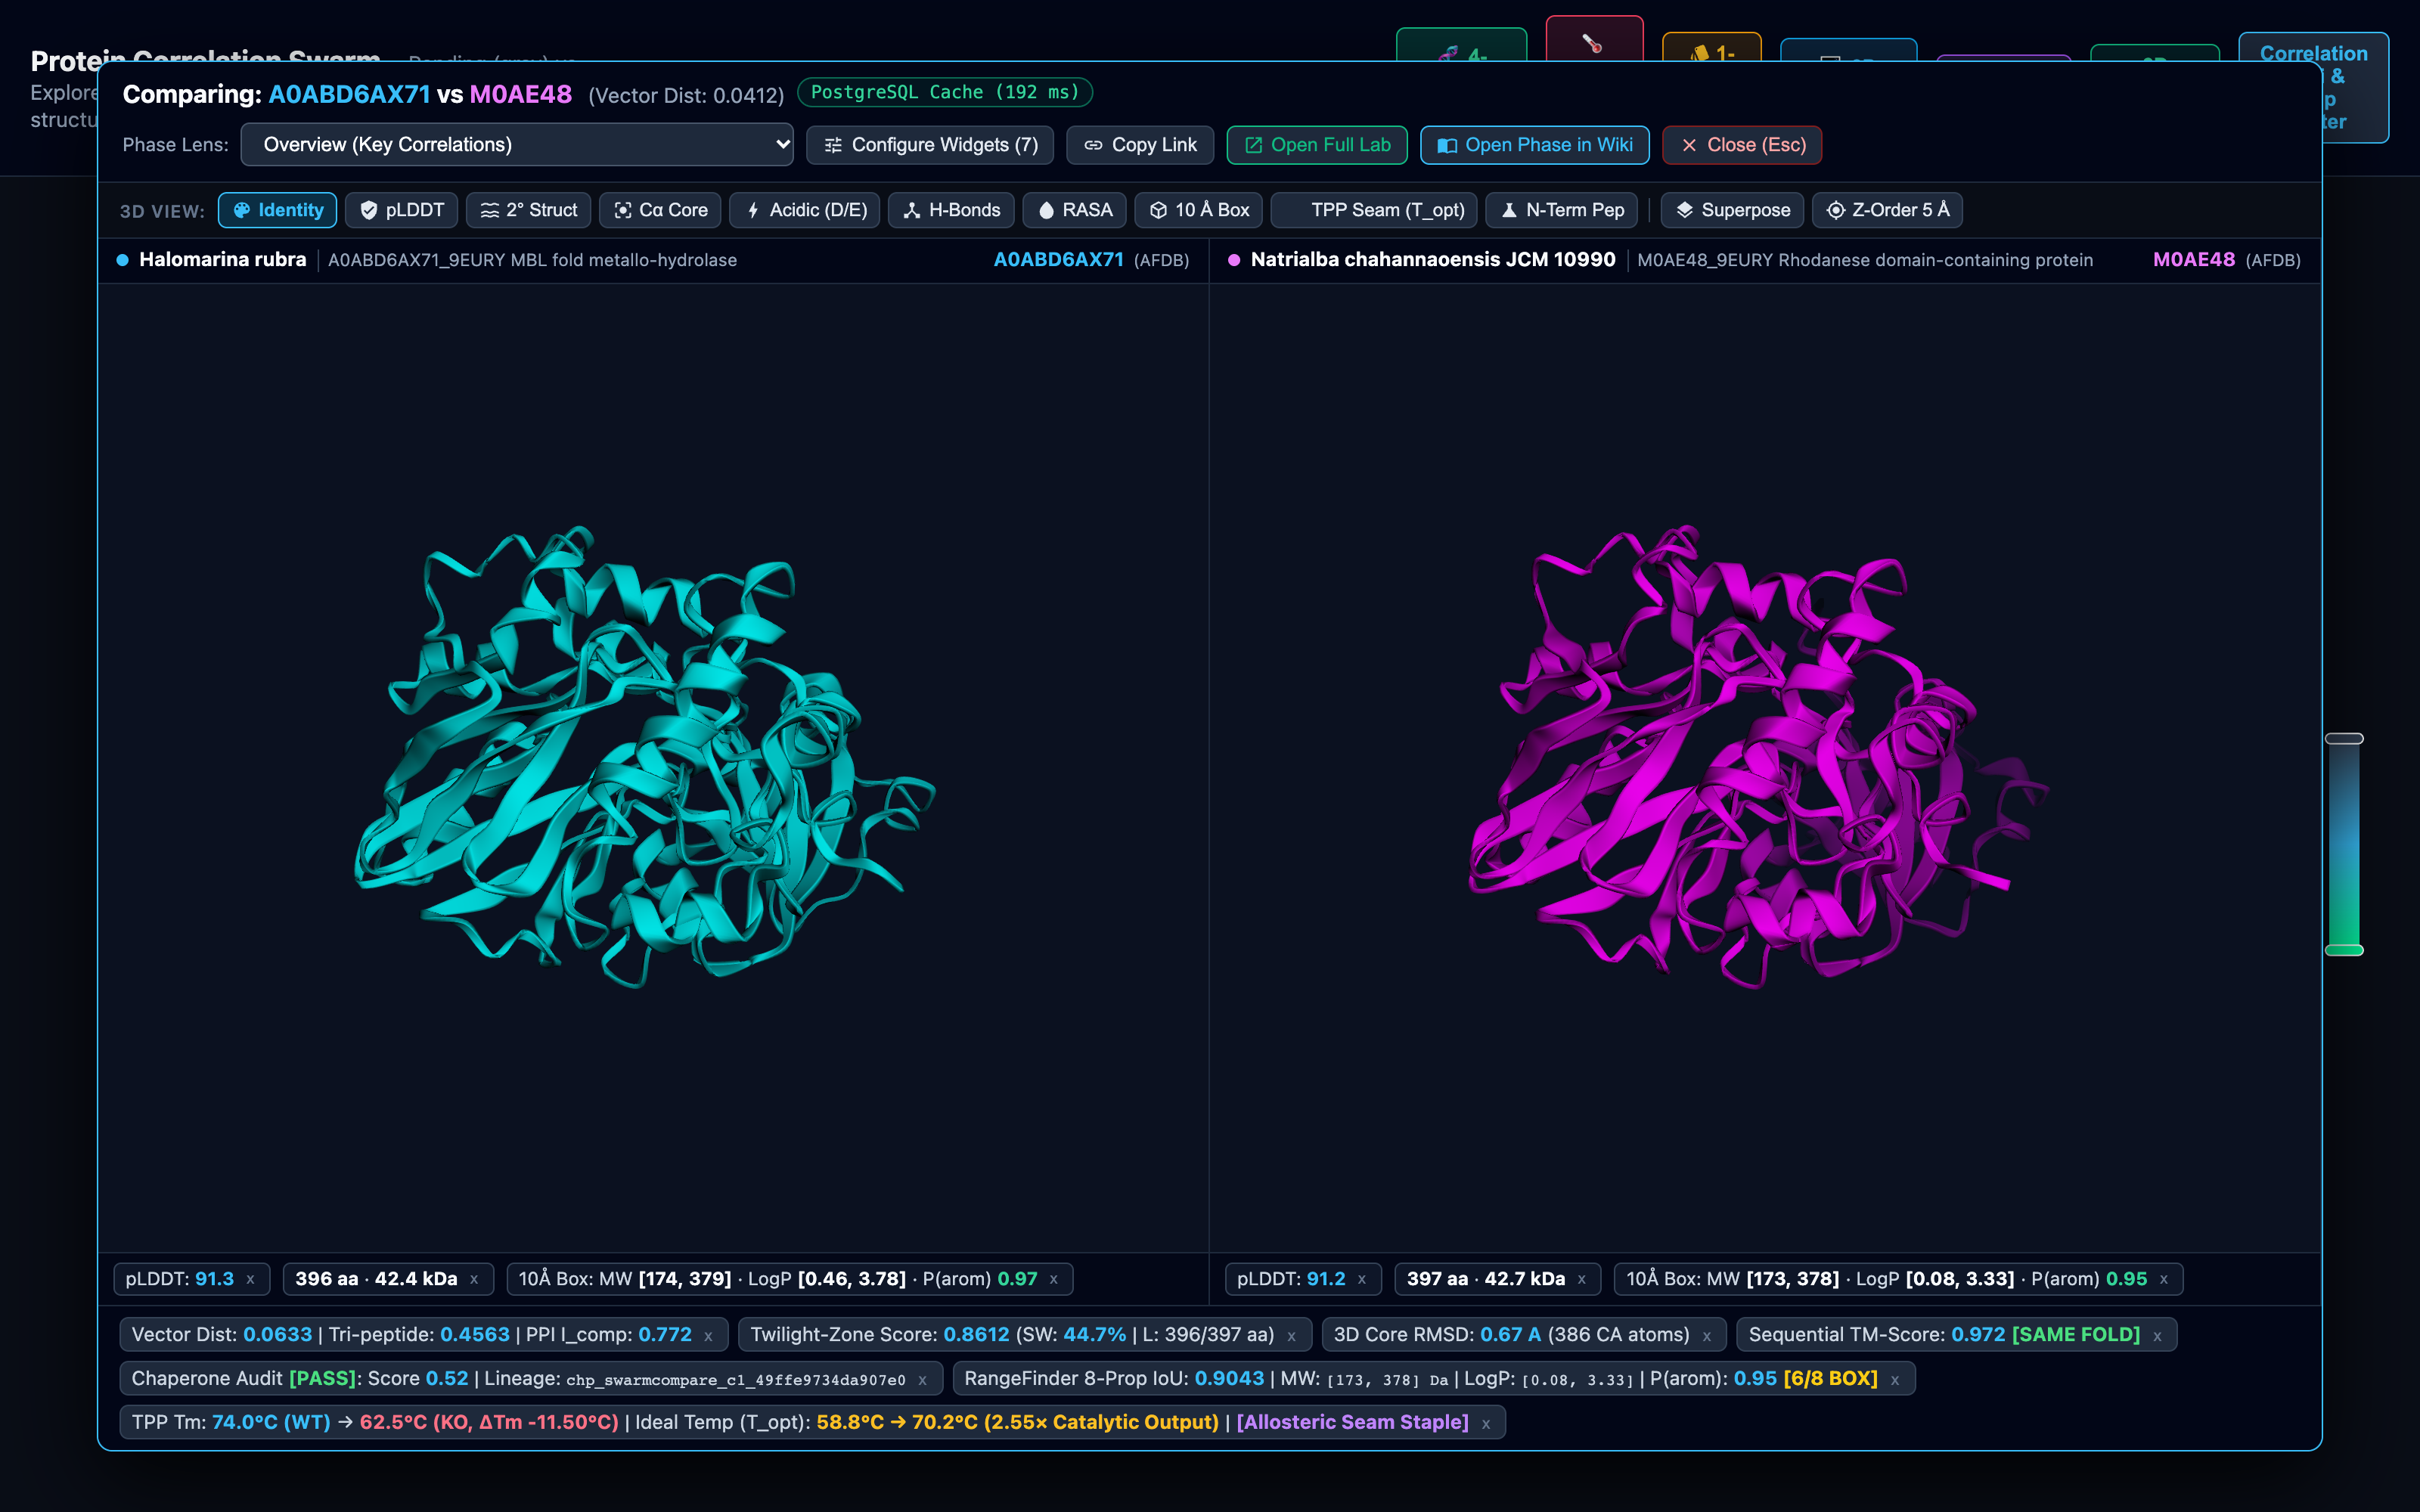 Protein Correlation Swarm
Explore
structu
4-
1-
Correlation
&
p
ter
Comparing: A0ABD6AX71 vs M0AE48 (Vector Dist: 0.0412) PostgreSQL Cache (192 ms)
Phase Lens: Overview (Key Correlations) Configure Widgets (7) Copy Link Open Full Lab Open Phase in Wiki Close (Esc)
3D VIEW: Identity pLDDT 2° Struct Cα Core Acidic (D/E) H-Bonds RASA 10 Å Box TPP Seam (T_opt) N-Term Pep Superpose Z-Order 5 Å
Halomarina rubra A0ABD6AX71_9EURY MBL fold metallo-hydrolase A0ABD6AX71 (AFDB)
Natrialba chahannaoensis JCM 10990 M0AE48_9EURY Rhodanese domain-containing protein M0AE48 (AFDB)
pLDDT: 91.3 x 396 aa · 42.4 kDa x 10Å Box: MW [174, 379] · LogP [0.46, 3.78] · P(arom) 0.97 x
pLDDT: 91.2 x 397 aa · 42.7 kDa x 10Å Box: MW [173, 378] · LogP [0.08, 3.33] · P(arom) 0.95 x
Vector Dist: 0.0633 | Tri-peptide: 0.4563 | PPI I_comp: 0.772 x Twilight-Zone Score: 0.8612 (SW: 44.7% | L: 396/397 aa) x 3D Core RMSD: 0.67 A (386 CA atoms) x Sequential TM-Score: 0.972 [SAME FOLD] x
Chaperone Audit [PASS]: Score 0.52 | Lineage: chp_swarmcompare_c1_49ffe9734da907e0 x RangeFinder 8-Prop IoU: 0.9043 | MW: [173, 378] Da | LogP: [0.08, 3.33] | P(arom): 0.95 [6/8 BOX] x
TPP Tm: 74.0°C (WT) → 62.5°C (KO, ΔTm -11.50°C) | Ideal Temp (T_opt): 58.8°C → 70.2°C (2.55× Catalytic Output) | [Allosteric Seam Staple] x